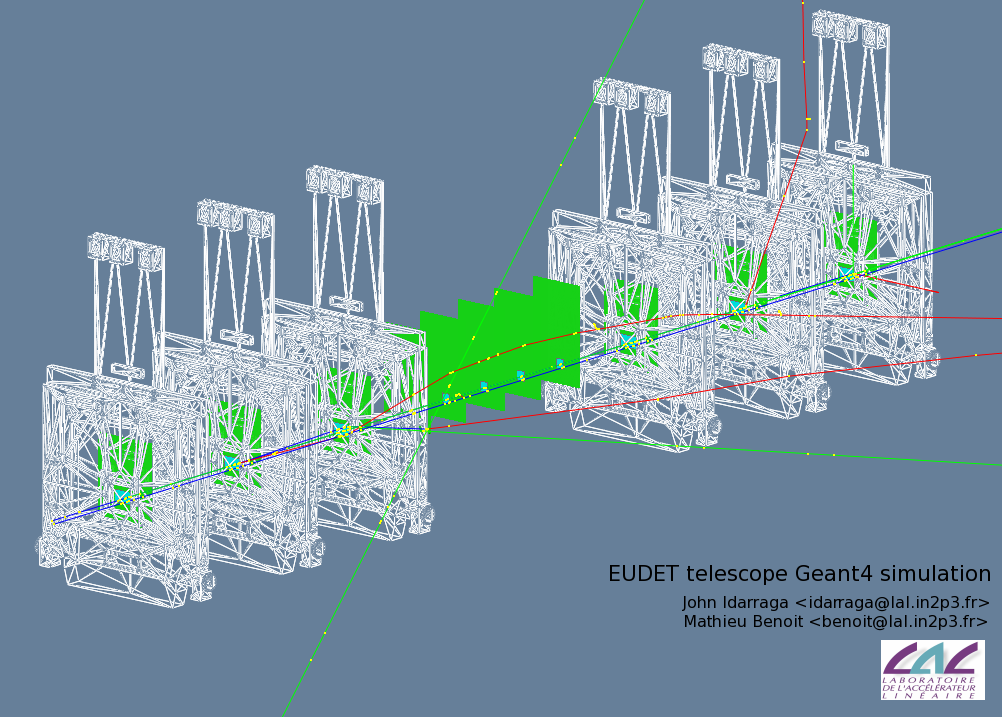 EUDET telescope Geant4 simulation
John Idarraga <idarraga@lal.in2p3.fr>
Mathieu Benoit <benoit@lal.in2p3.fr>
LAL
LABORATOIRE
DE L'ACCÉLÉRATEUR
LINÉAIRE